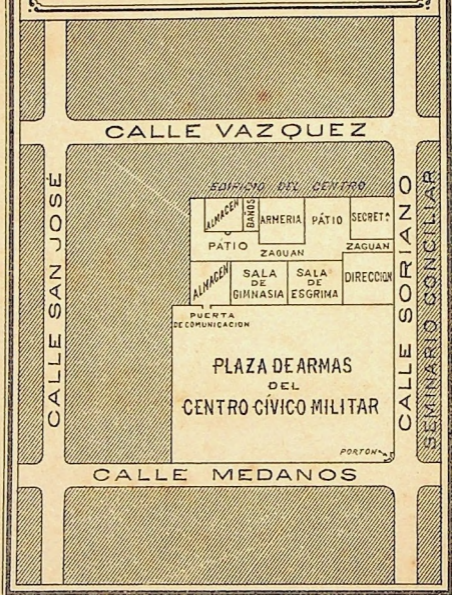 CALLE VAZQUEZ
CALLE SAN JOSÉ
CALLE SORIANO
SEMINARIO CONCILIAR
EDIFICIO DEL CENTRO
ALMACEN
BAÑOS
ARMERIA
PÁTIO
SECRETª
PÁTIO
ZAGUAN
ZAGUAN
ALMACEN
SALA
DE
GIMNASIA
SALA
DE
ESGRIMA
DIRECCION
PUERTA
DE COMUNICACION
PLAZA DE ARMAS
DEL
CENTRO CÍVICO MILITAR
PORTON
CALLE MEDANOS